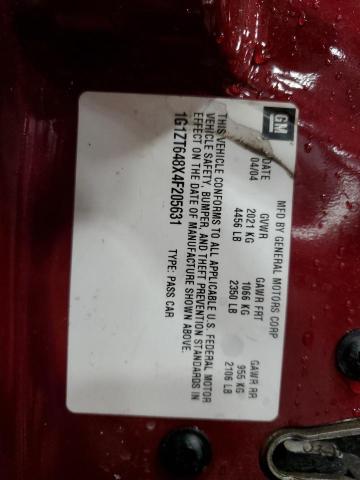 GM
MFD BY GENERAL MOTORS CORP
DATE GVWR GAWR FRT GAWR RR
04/04 2021 KG 1066 KG 955 KG
4456 LB 2350 LB 2106 LB
THIS VEHICLE CONFORMS TO ALL APPLICABLE U.S. FEDERAL MOTOR
VEHICLE SAFETY, BUMPER, AND THEFT PREVENTION STANDARDS IN
EFFECT ON THE DATE OF MANUFACTURE SHOWN ABOVE.
1G1ZT648X4F205631 TYPE: PASS CAR